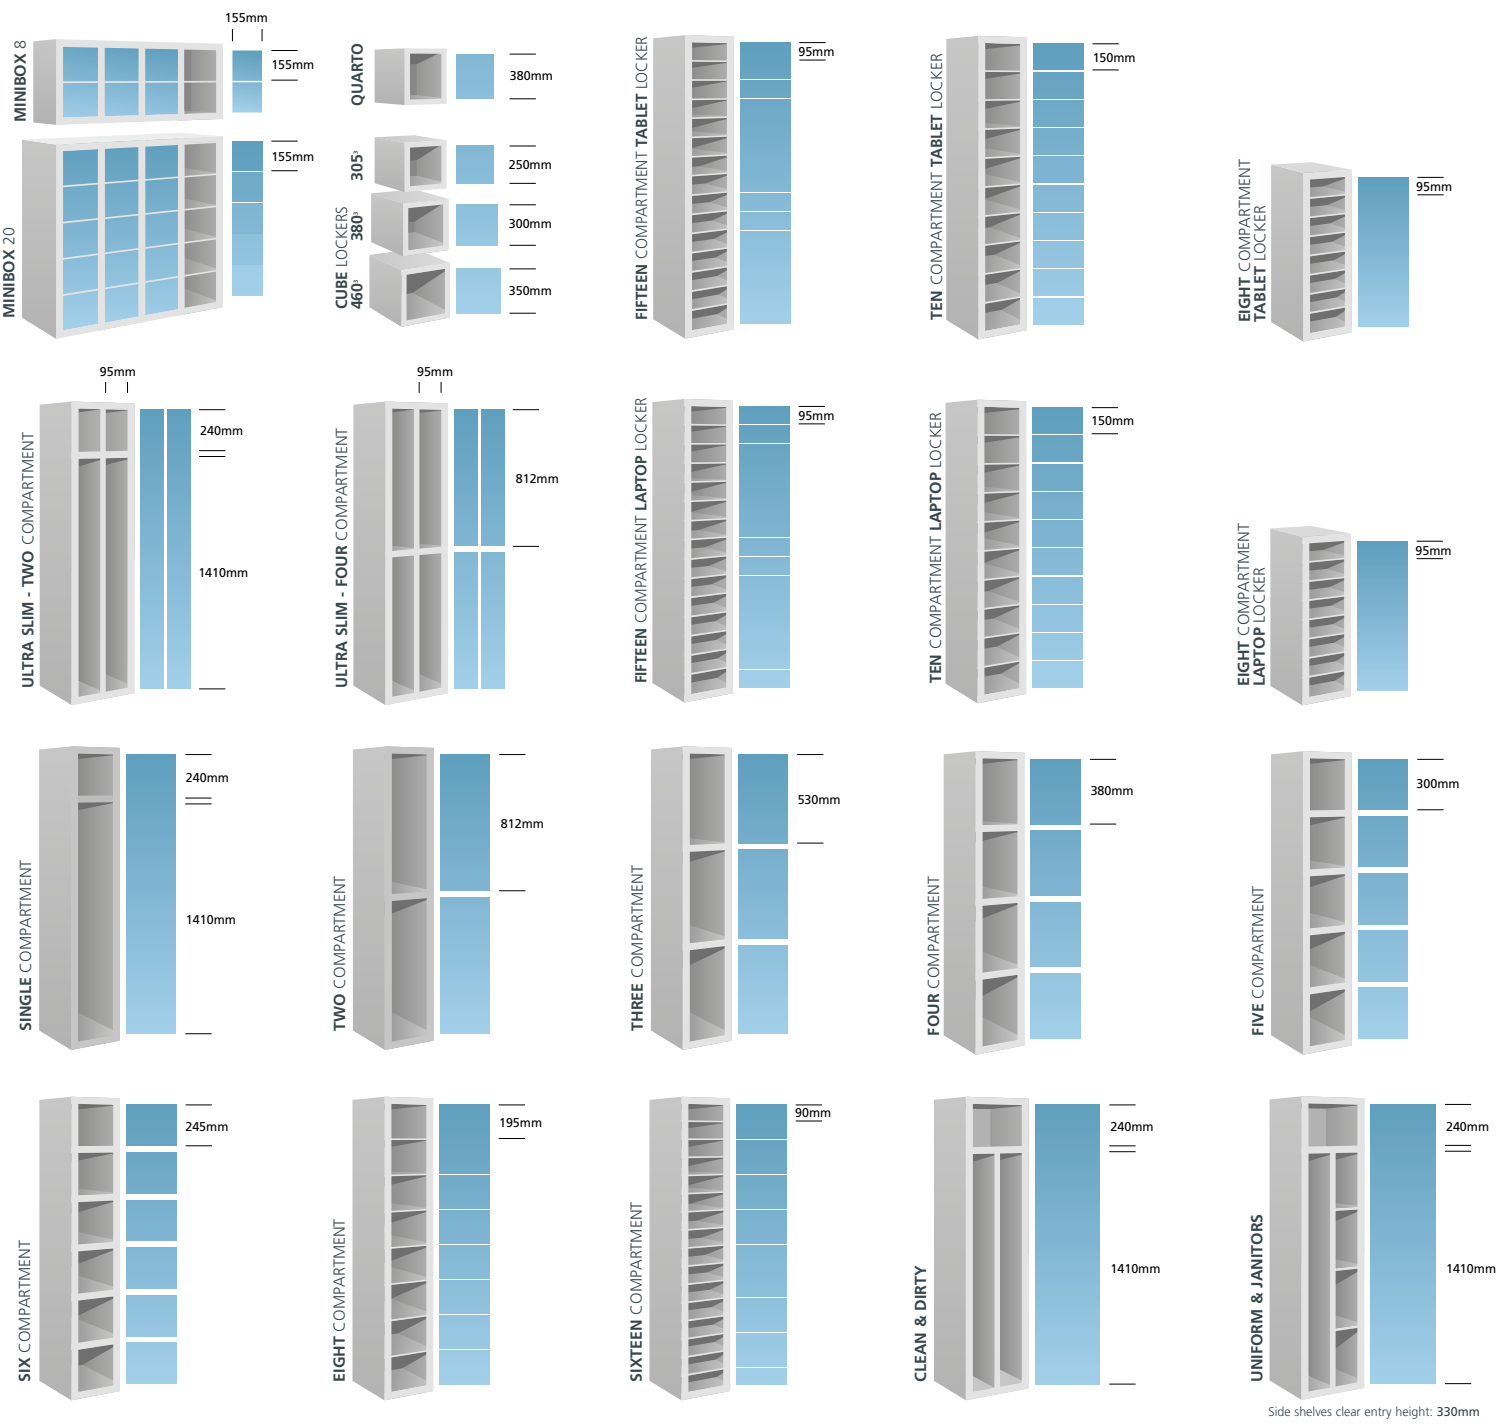 155mm
MINIBOX 8
155mm
MINIBOX 20
155mm
QUARTO
380mm
CUBE LOCKERS
305³
250mm
380³
300mm
460³
350mm
FIFTEEN COMPARTMENT TABLET LOCKER
95mm
TEN COMPARTMENT TABLET LOCKER
150mm
EIGHT COMPARTMENT
TABLET LOCKER
95mm
ULTRA SLIM - TWO COMPARTMENT
95mm
240mm
1410mm
ULTRA SLIM - FOUR COMPARTMENT
95mm
812mm
FIFTEEN COMPARTMENT LAPTOP LOCKER
95mm
TEN COMPARTMENT LAPTOP LOCKER
150mm
EIGHT COMPARTMENT
LAPTOP LOCKER
95mm
SINGLE COMPARTMENT
240mm
1410mm
TWO COMPARTMENT
812mm
THREE COMPARTMENT
530mm
FOUR COMPARTMENT
380mm
FIVE COMPARTMENT
300mm
SIX COMPARTMENT
245mm
EIGHT COMPARTMENT
195mm
SIXTEEN COMPARTMENT
90mm
CLEAN & DIRTY
240mm
1410mm
UNIFORM & JANITORS
240mm
1410mm
Side shelves clear entry height: 330mm